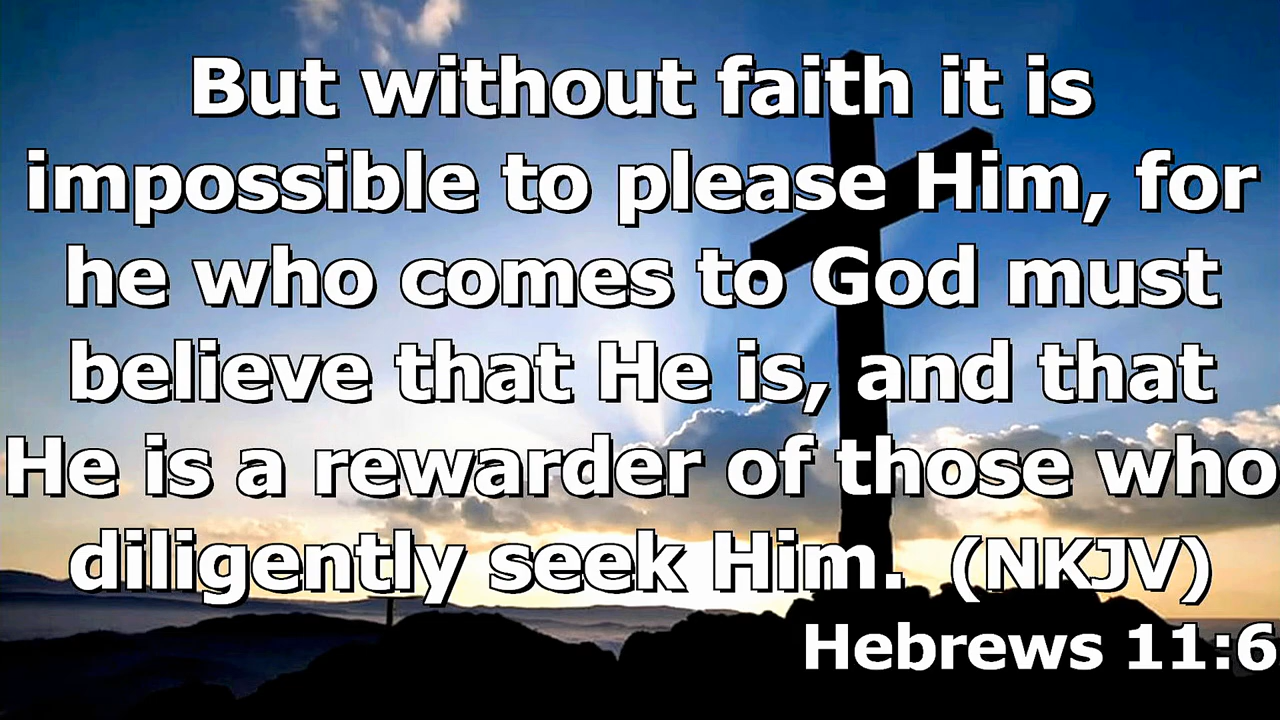 But without faith it is
impossible to please Him, for
he who comes to God must
believe that He is, and that
He is a rewarder of those who
diligently seek Him.  (NKJV)
Hebrews 11:6